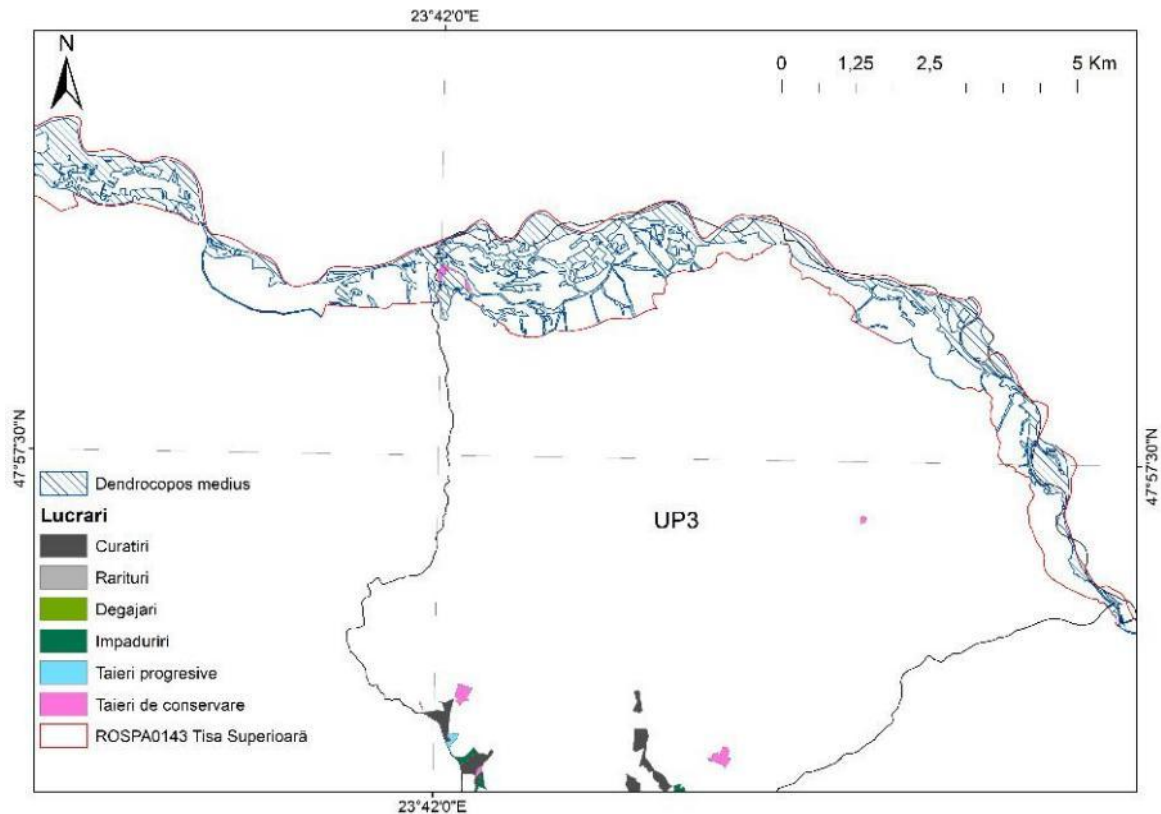 23°42'0"E
N
0 1,25 2,5 5 Km
47°57'30"N
47°57'30"N
UP3
Dendrocopos medius
Lucrari
Curatiri
Rarituri
Degajari
Impaduriri
Taieri progresive
Taieri de conservare
ROSPA0143 Tisa Superioară
23°42'0"E